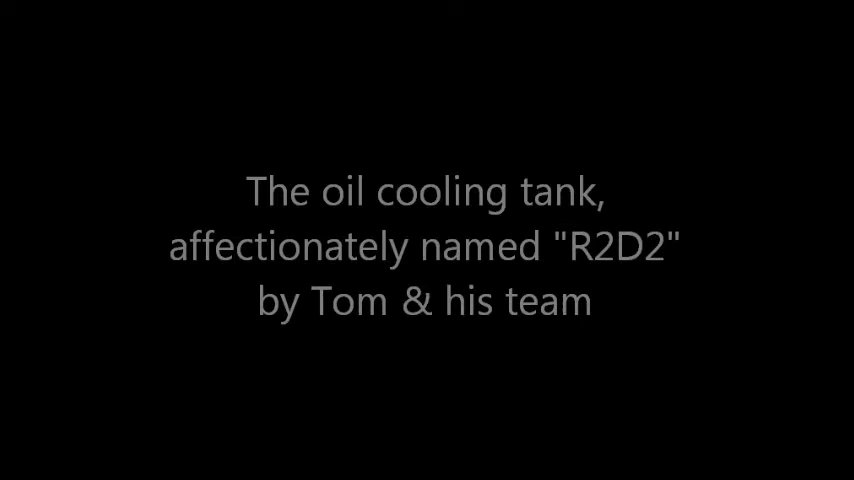 The oil cooling tank,
affectionately named "R2D2"
by Tom & his team